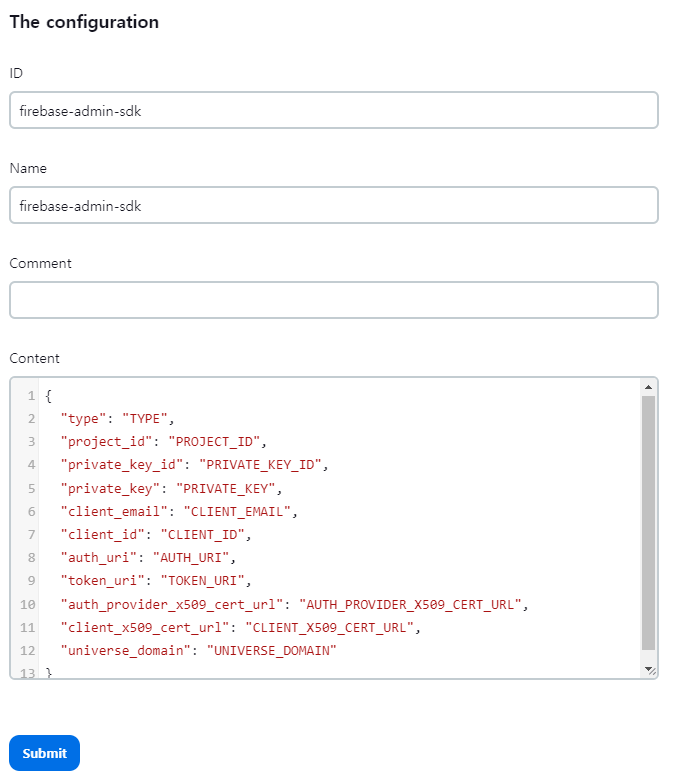 The configuration
ID
firebase-admin-sdk
Name
firebase-admin-sdk
Comment
Content
1 {
2 "type": "TYPE",
3 "project_id": "PROJECT_ID",
4 "private_key_id": "PRIVATE_KEY_ID",
5 "private_key": "PRIVATE_KEY",
6 "client_email": "CLIENT_EMAIL",
7 "client_id": "CLIENT_ID",
8 "auth_uri": "AUTH_URI",
9 "token_uri": "TOKEN_URI",
10 "auth_provider_x509_cert_url": "AUTH_PROVIDER_X509_CERT_URL",
11 "client_x509_cert_url": "CLIENT_X509_CERT_URL",
12 "universe_domain": "UNIVERSE_DOMAIN"
13 }
Submit